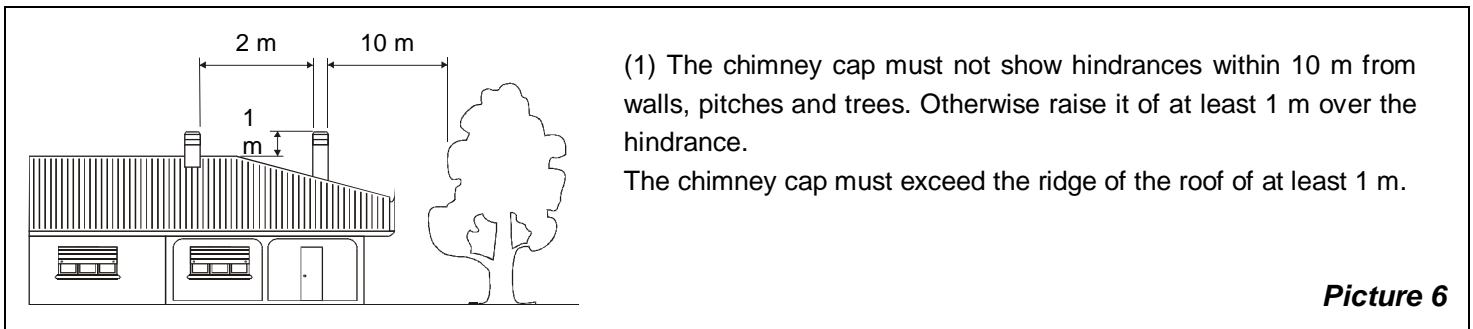 2 m
10 m
1
m
(1) The chimney cap must not show hindrances within 10 m from
walls, pitches and trees. Otherwise raise it of at least 1 m over the
hindrance.
The chimney cap must exceed the ridge of the roof of at least 1 m.
Picture 6